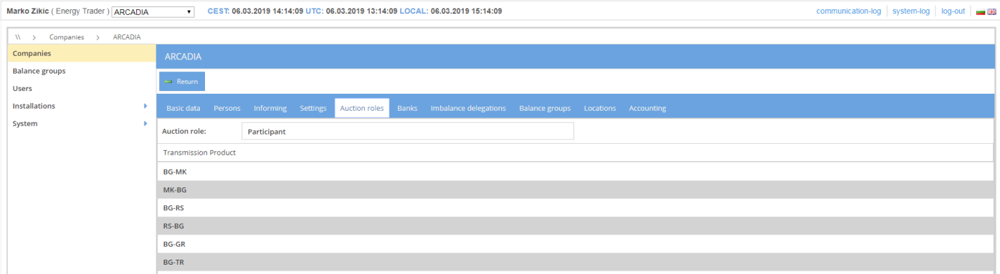 Marko Zikic ( Energy Trader ) ARCADIA CEST: 06.03.2019 14:14:09 UTC: 06.03.2019 13:14:09 LOCAL: 06.03.2019 15:14:09 communication-log system-log log-out
\\ > Companies > ARCADIA
Companies
Balance groups
Users
Installations
System
ARCADIA
Return
Basic data Persons Informing Settings Auction roles Banks Imbalance delegations Balance groups Locations Accounting
Auction role: Participant
Transmission Product
BG-MK
MK-BG
BG-RS
RS-BG
BG-GR
BG-TR